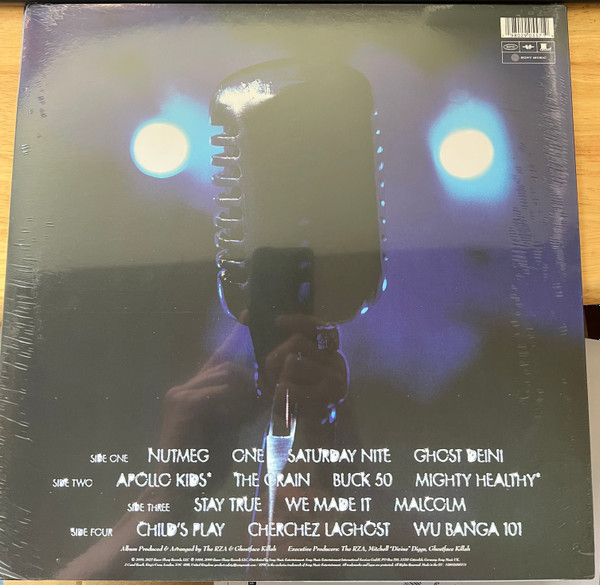 SONY MUSIC
SIDE ONE NUTMEG ONE SATURDAY NITE GHOST DEINI
SIDE TWO APOLLO KIDS* THE GRAIN BUCK 50 MIGHTY HEALTHY*
SIDE THREE STAY TRUE WE MADE IT MALCOLM
SIDE FOUR CHILD'S PLAY CHERCHEZ LAGHOST WU BANGA 101
Album Produced & Arranged by The RZA & Ghostface Killah Executive Producers: The RZA, Mitchell "Divine" Diggs, Ghostface Killah